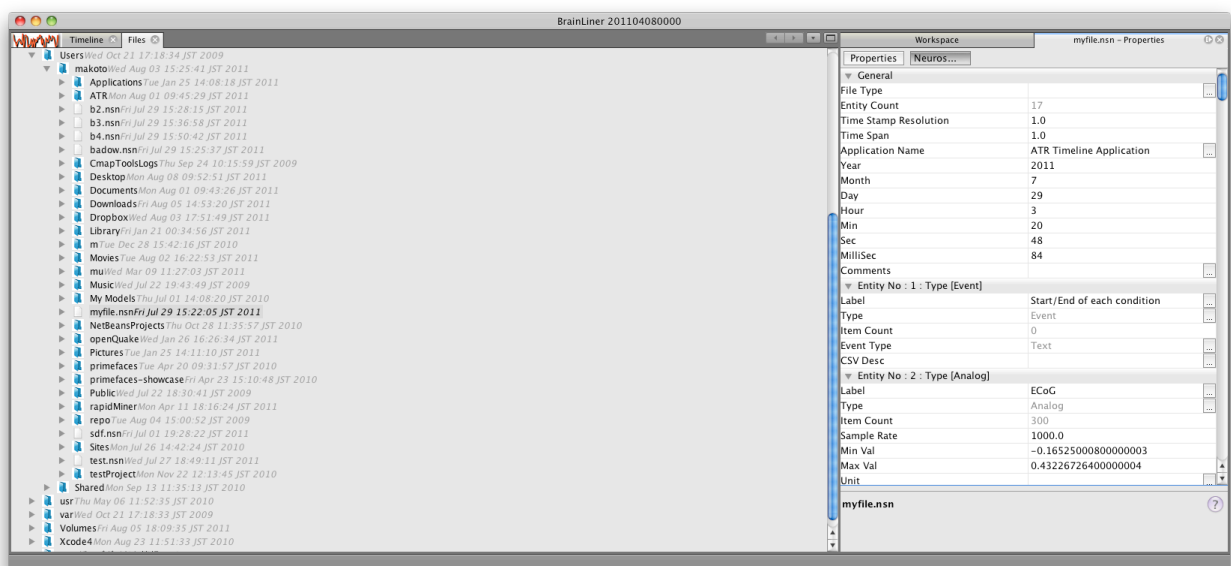 BrainLiner 201104080000
Timeline Files
Users Wed Oct 21 17:18:34 JST 2009
makoto Wed Aug 03 15:25:41 JST 2011
Applications Tue Jan 25 14:08:18 JST 2011
ATR Mon Aug 01 09:45:29 JST 2011
b2.nsn Fri Jul 29 15:28:15 JST 2011
b3.nsn Fri Jul 29 15:36:58 JST 2011
b4.nsn Fri Jul 29 15:50:42 JST 2011
badow.nsn Fri Jul 29 15:25:37 JST 2011
CmapToolsLogs Thu Sep 24 10:15:59 JST 2009
Desktop Mon Aug 08 09:52:51 JST 2011
Documents Mon Aug 01 09:43:26 JST 2011
Downloads Fri Aug 05 14:53:20 JST 2011
Dropbox Wed Aug 03 17:51:49 JST 2011
Library Fri Jan 21 00:34:56 JST 2011
m Tue Dec 28 15:42:16 JST 2010
Movies Tue Aug 02 16:22:53 JST 2011
mu Wed Mar 09 11:27:03 JST 2011
Music Wed Jul 22 19:43:49 JST 2009
My Models Thu Jul 01 14:08:20 JST 2010
myfile.nsn Fri Jul 29 15:22:05 JST 2011
NetBeansProjects Thu Oct 28 11:35:57 JST 2010
openQuake Wed Jan 26 16:26:34 JST 2011
Pictures Tue Jan 25 14:11:10 JST 2011
primefaces Tue Apr 20 09:31:57 JST 2010
primefaces-showcase Fri Apr 23 15:10:48 JST 2010
Public Wed Jul 22 18:30:41 JST 2009
rapidMiner Mon Apr 11 18:16:24 JST 2011
repo Tue Aug 04 15:00:52 JST 2009
sdf.nsn Fri Jul 01 19:28:22 JST 2011
Sites Mon Jul 26 14:42:24 JST 2010
test.nsn Wed Jul 27 18:49:11 JST 2011
testProject Mon Nov 22 12:13:45 JST 2010
Shared Mon Sep 13 11:35:13 JST 2010
usr Thu May 06 11:52:35 JST 2010
var Wed Oct 21 17:18:33 JST 2009
Volumes Fri Aug 05 18:09:35 JST 2011
Xcode4 Mon Aug 23 11:51:33 JST 2010
Workspace myfile.nsn - Properties
Properties Neuros...
General
File Type ...
Entity Count 17
Time Stamp Resolution 1.0
Time Span 1.0
Application Name ATR Timeline Application ...
Year 2011
Month 7
Day 29
Hour 3
Min 20
Sec 48
MilliSec 84
Comments ...
Entity No : 1 : Type [Event]
Label Start/End of each condition ...
Type Event ...
Item Count 0
Event Type Text ...
CSV Desc ...
Entity No : 2 : Type [Analog]
Label ECoG ...
Type Analog ...
Item Count 300
Sample Rate 1000.0
Min Val -0.16525000800000003
Max Val 0.43226726400000004
Unit ...
myfile.nsn ?